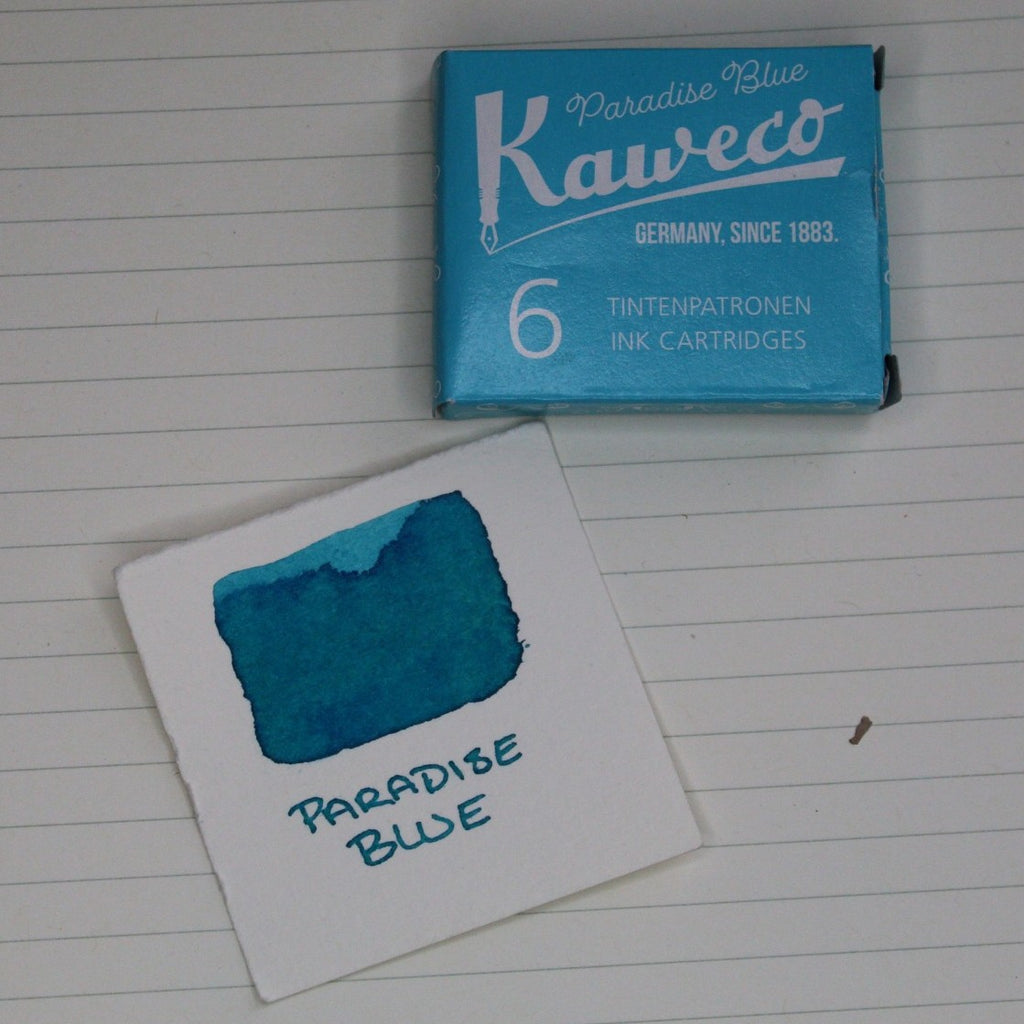 Paradise Blue
Kaweco
GERMANY, SINCE 1883.
6
TINTENPATRONEN
INK CARTRIDGES
PARADISE
BLUE